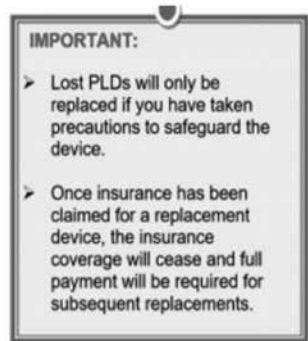 IMPORTANT:
➢ Lost PLDs will only be
replaced if you have taken
precautions to safeguard the
device.
➢ Once insurance has been
claimed for a replacement
device, the insurance
coverage will cease and full
payment will be required for
subsequent replacements.